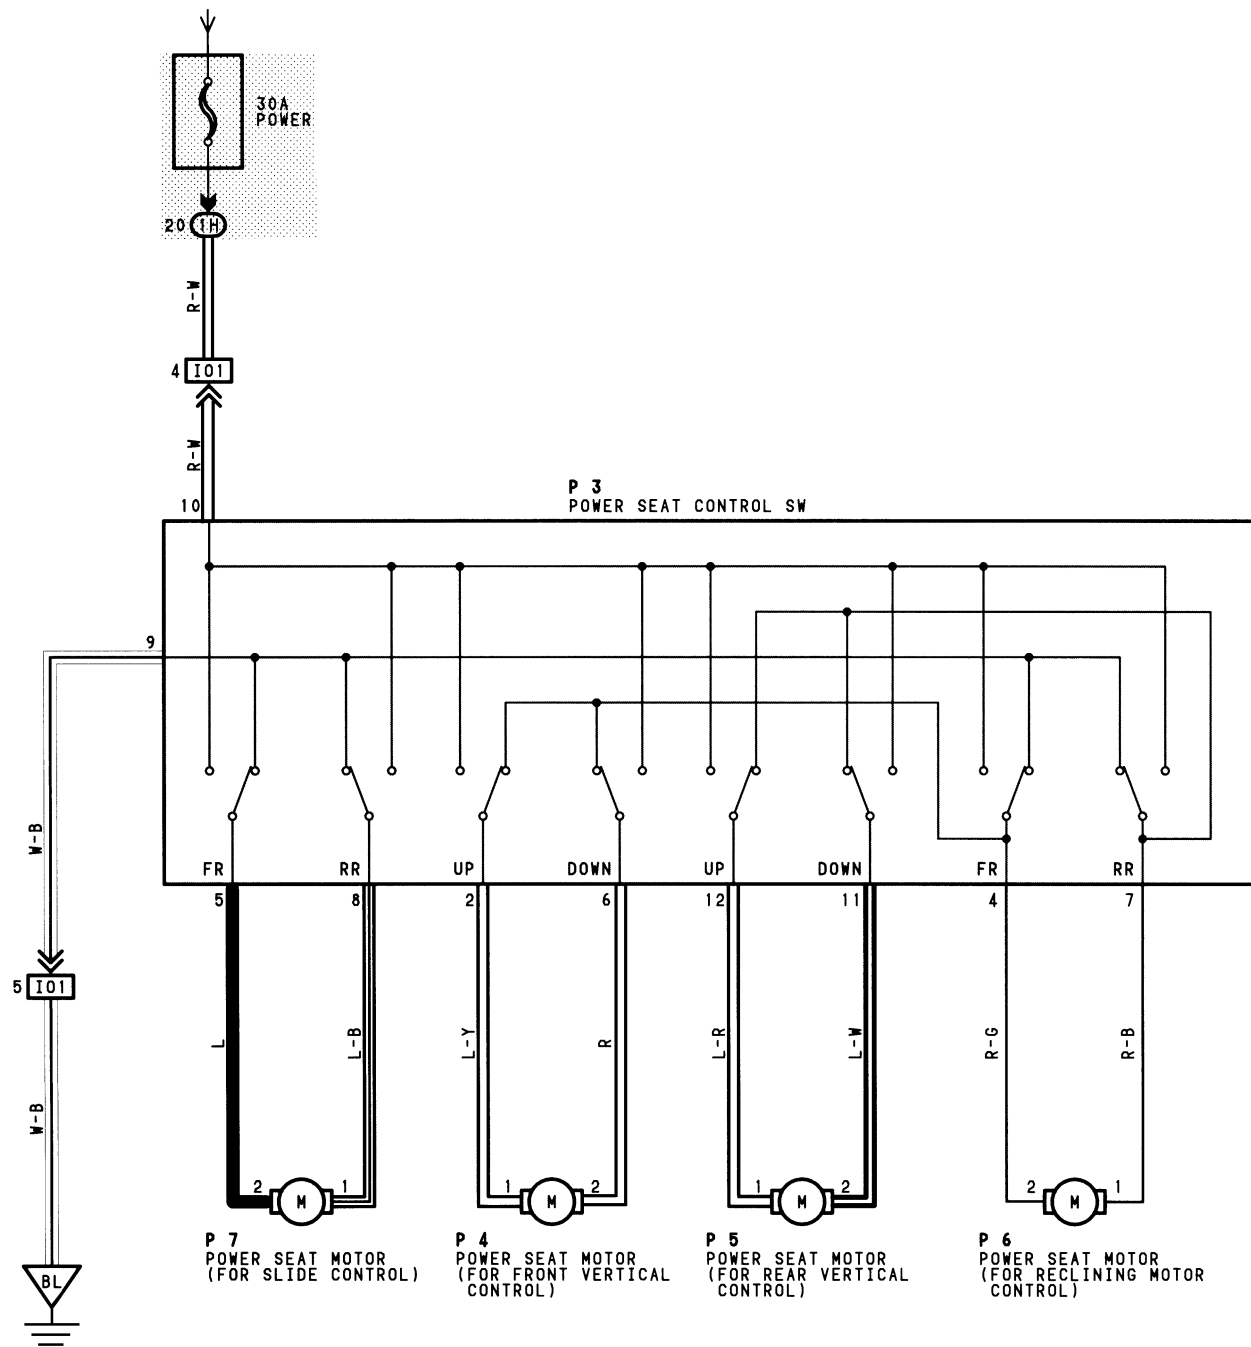 30A
POWER
20 1H
R-W
4 IO1
R-W
10
P 3
POWER SEAT CONTROL SW
9
W-B
FR RR UP DOWN UP DOWN FR RR
5 8 2 6 12 11 4 7
5 IO1
L L-B L-Y R L-R L-W R-G R-B
W-B
2 M 1 1 M 2 1 M 2 2 M 1
P 7
POWER SEAT MOTOR
(FOR SLIDE CONTROL)
P 4
POWER SEAT MOTOR
(FOR FRONT VERTICAL
CONTROL)
P 5
POWER SEAT MOTOR
(FOR REAR VERTICAL
CONTROL)
P 6
POWER SEAT MOTOR
(FOR RECLINING MOTOR
CONTROL)
BL